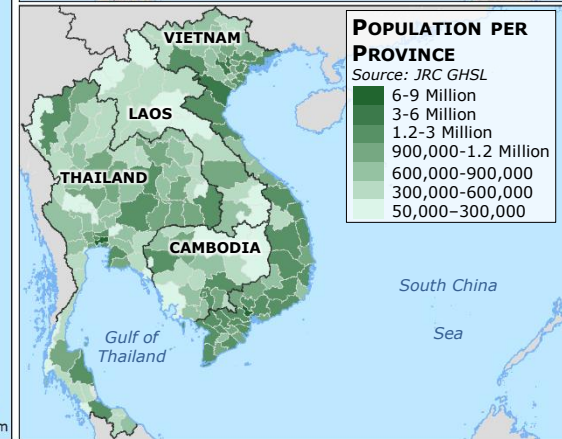 POPULATION PER
PROVINCE
Source: JRC GHSL
6-9 Million
3-6 Million
1.2-3 Million
900,000-1.2 Million
600,000-900,000
300,000-600,000
50,000–300,000
VIETNAM
LAOS
THAILAND
CAMBODIA
South China
Sea
Gulf of
Thailand
m